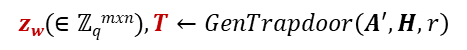 z_w(∈ ℤ_q^{mxn}), T ← GenTrapdoor(A′, H, r)